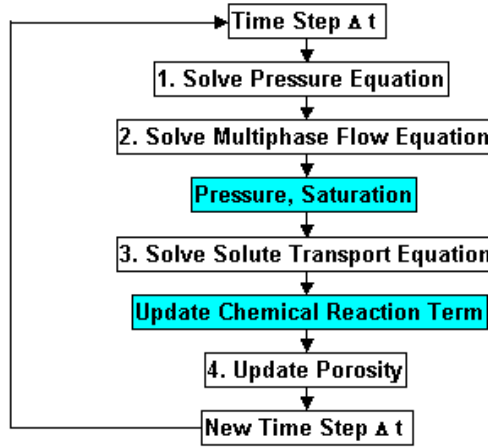 Time Step Δ t
1. Solve Pressure Equation
2. Solve Multiphase Flow Equation
Pressure, Saturation
3. Solve Solute Transport Equation
Update Chemical Reaction Term
4. Update Porosity
New Time Step Δ t